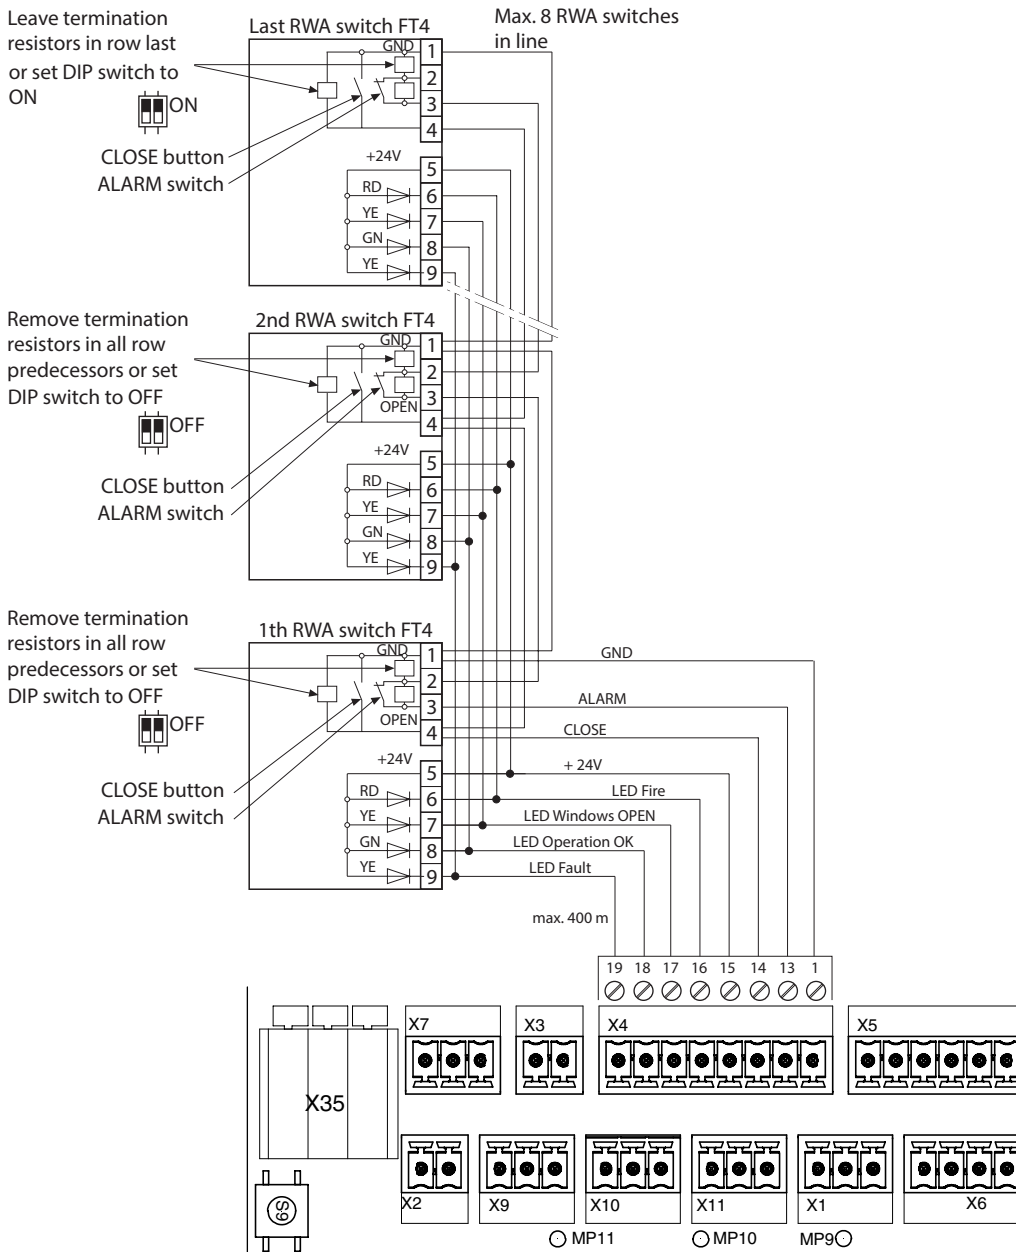 Leave termination
resistors in row last
or set DIP switch to
ON
ON
CLOSE button
ALARM switch
Last RWA switch FT4
Max. 8 RWA switches
in line
GND
1
2
3
4
+24V
5
RD
6
YE
7
GN
8
YE
9
Remove termination
resistors in all row
predecessors or set
DIP switch to OFF
OFF
CLOSE button
ALARM switch
2nd RWA switch FT4
GND
1
2
3
OPEN
4
+24V
5
RD
6
YE
7
GN
8
YE
9
Remove termination
resistors in all row
predecessors or set
DIP switch to OFF
OFF
CLOSE button
ALARM switch
1th RWA switch FT4
GND
1
2
3
OPEN
4
+24V
5
RD
6
YE
7
GN
8
YE
9
GND
ALARM
CLOSE
+ 24V
LED Fire
LED Windows OPEN
LED Operation OK
LED Fault
max. 400 m
19 18 17 16 15 14 13 1
X7 X3 X4 X5
X35
X2 X9 X10 X11 X1 X6
S9
MP11 MP10 MP9